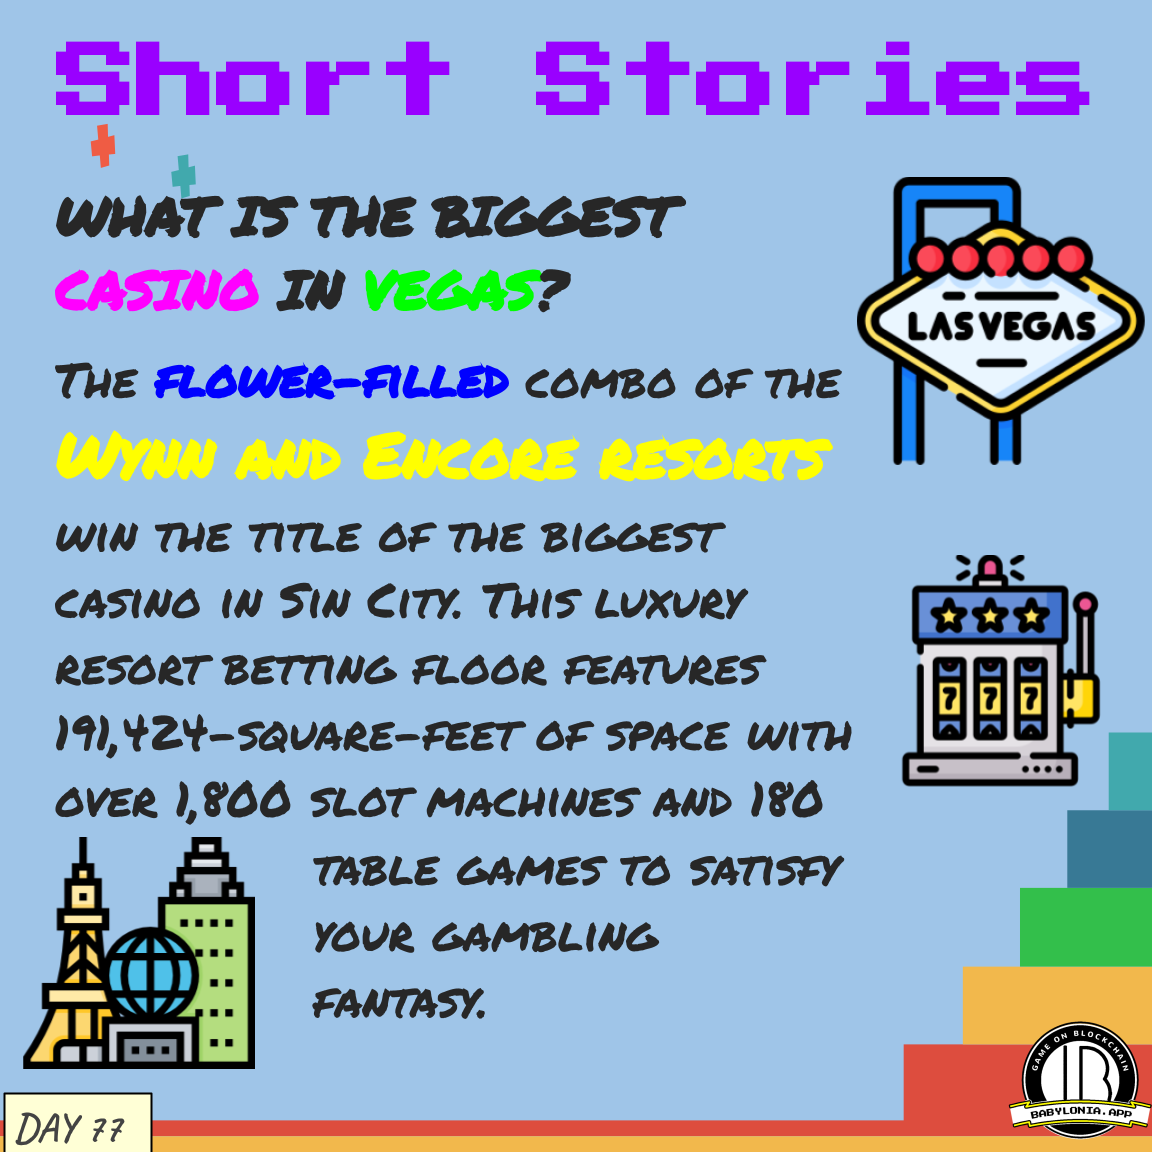 Short Stories
WHAT IS THE BIGGEST
CASINO IN VEGAS?
THE FLOWER-FILLED COMBO OF THE
WYNN AND ENCORE RESORTS
WIN THE TITLE OF THE BIGGEST
CASINO IN SIN CITY. THIS LUXURY
RESORT BETTING FLOOR FEATURES
191,424-SQUARE-FEET OF SPACE WITH
OVER 1,800 SLOT MACHINES AND 180
TABLE GAMES TO SATISFY
YOUR GAMBLING
FANTASY.
LAS VEGAS
7 7 7
DAY 77
GAME ON BLOCKCHAIN
B
BABYLONIA.APP